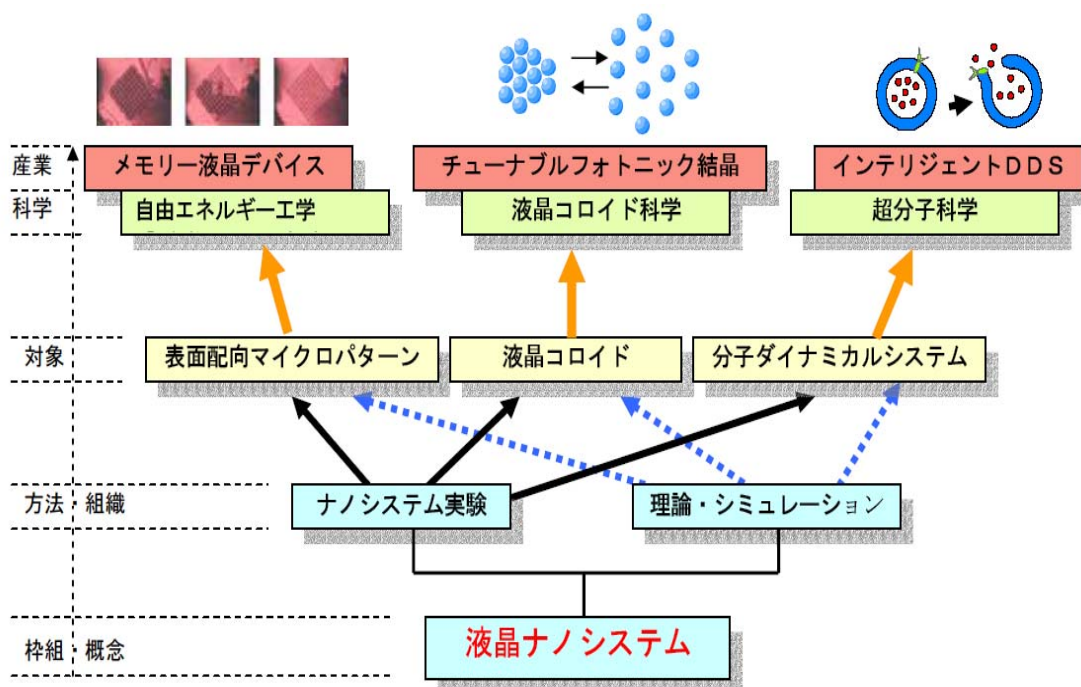 産業
メモリー液晶デバイス
チューナブルフォトニック結晶
インテリジェントＤＤＳ
科学
自由エネルギー工学
液晶コロイド科学
超分子科学
対象
表面配向マイクロパターン
液晶コロイド
分子ダイナミカルシステム
方法・組織
ナノシステム実験
理論・シミュレーション
枠組・概念
液晶ナノシステム